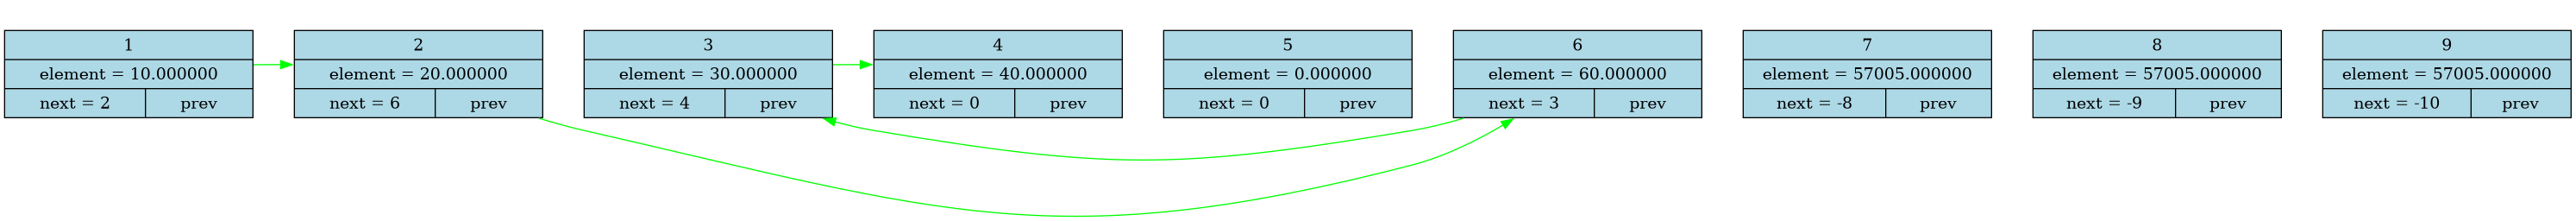 1 2 3 4 5 6 7 8 9
element = 10.000000 element = 20.000000 element = 30.000000 element = 40.000000 element = 0.000000 element = 60.000000 element = 57005.000000 element = 57005.000000 element = 57005.000000
next = 2 prev next = 6 prev next = 4 prev next = 0 prev next = 0 prev next = 3 prev next = -8 prev next = -9 prev next = -10 prev